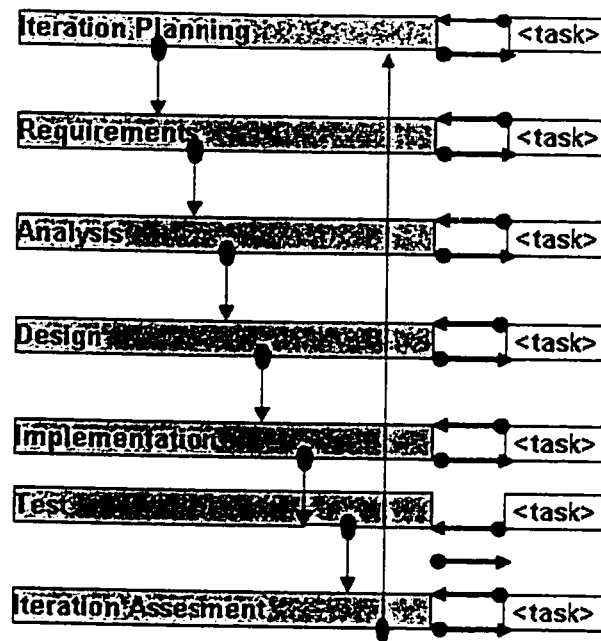 Iteration Planning <task>
Requirements <task>
Analysis <task>
Design <task>
Implementation <task>
Test <task>
Iteration Assesment <task>